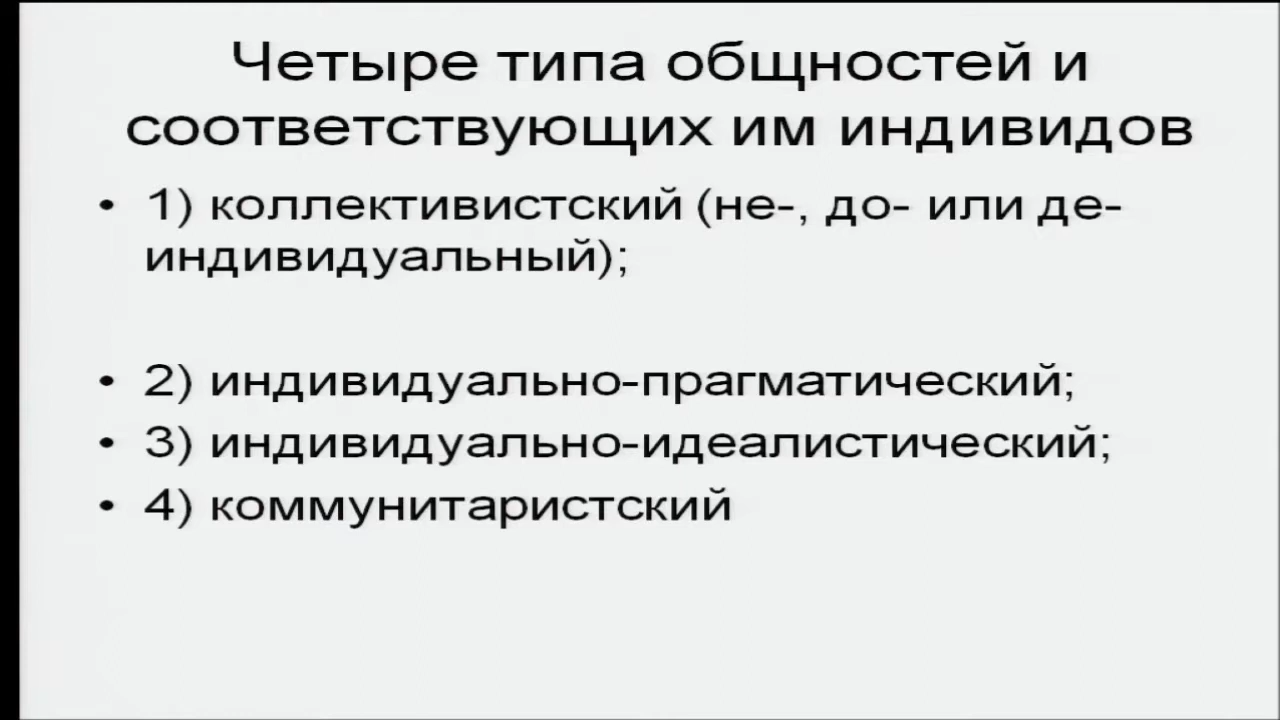 Четыре типа общностей и
соответствующих им индивидов
• 1) коллективистский (не-, до- или де-
индивидуальный);
• 2) индивидуально-прагматический;
• 3) индивидуально-идеалистический;
• 4) коммунитаристский